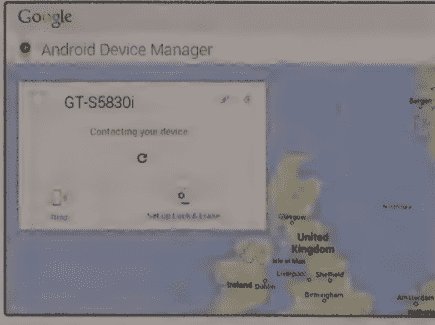 Google
Android Device Manager
GT-S5830i
Contacting your device
Ring
Set up Lock & Erase
Bergen
Glasgow
United
Kingdom
Isle of Man
Liverpool
Sheffield
Ireland
Dublin
Birmingham
Amsterdam